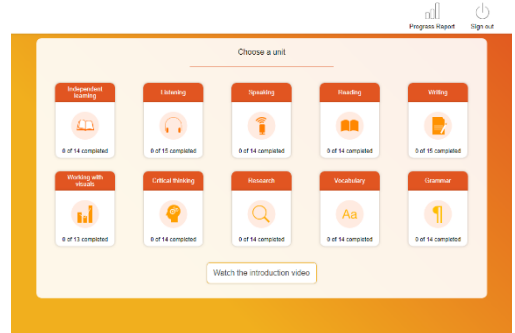 Progress Report
Sign out
Choose a unit
Independent
learning
Listening
Speaking
Reading
Writing
0 of 14 completed
0 of 15 completed
0 of 14 completed
0 of 14 completed
0 of 15 completed
Working with
visuals
Critical thinking
Research
Vocabulary
Grammar
Aa
0 of 13 completed
0 of 14 completed
0 of 14 completed
0 of 14 completed
0 of 14 completed
Watch the introduction video